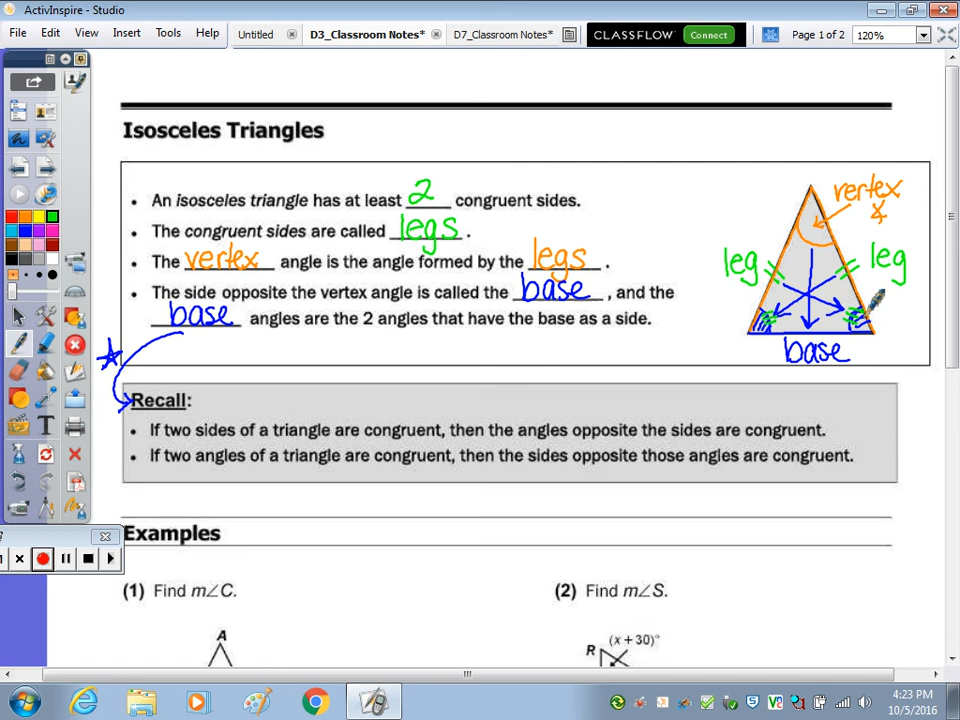 ActivInspire - Studio
File Edit View Insert Tools Help Untitled D3_Classroom Notes* D7_Classroom Notes* CLASSFLOW Connect Page 1 of 2 120%
Isosceles Triangles
• An isosceles triangle has at least 2 congruent sides.
• The congruent sides are called legs.
• The vertex angle is the angle formed by the legs.
• The side opposite the vertex angle is called the base, and the
base angles are the 2 angles that have the base as a side.
vertex
∡
leg
leg
base
Recall:
• If two sides of a triangle are congruent, then the angles opposite the sides are congruent.
• If two angles of a triangle are congruent, then the sides opposite those angles are congruent.
Examples
(1) Find m∠C.
(2) Find m∠S.
A
R
(x + 30)°
4:23 PM
10/5/2016